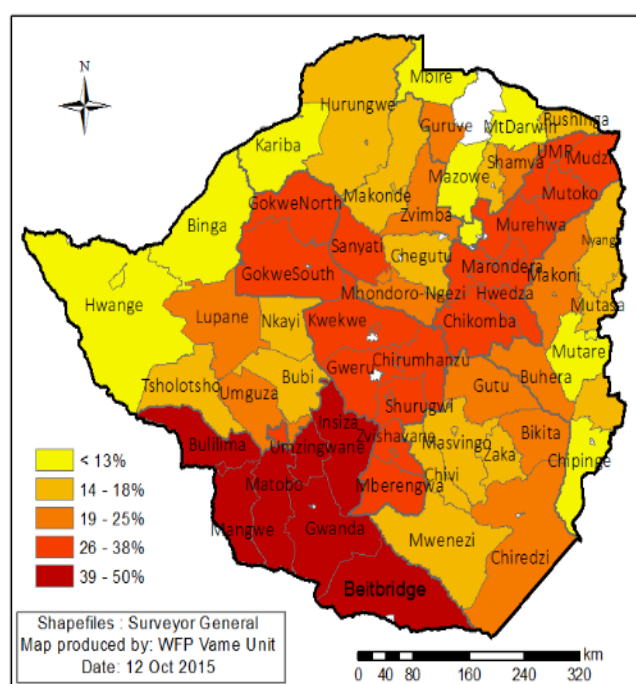 N
Mbire
Hurungwe
Guruve
MtDarwin
Rushinga
Kariba
Shamva
UMP
Mudzi
Mazowe
Makonde
Mutoko
GokweNorth
Zvimba
Murehwa
Binga
Sanyati
Chegutu
Nyanga
Marondera
Makoni
GokweSouth
Hwange
Mhondoro-Ngezi
Hwedza
Mutasa
Lupane
Nkayi
Kwekwe
Chikomba
Mutare
Chirumhanzu
Tsholotsho
Bubi
Gweru
Buhera
Umguza
Gutu
Shurugwi
Insiza
Bulilima
Umzingwane
Zvishavane
Masvingo
Bikita
Zaka
Chipinge
Chivi
Matobo
Mberengwa
Mangwe
Gwanda
Mwenezi
Chiredzi
Beitbridge
< 13%
14 - 18%
19 - 25%
26 - 38%
39 - 50%
Shapefiles : Surveyor General
Map produced by: WFP Vame Unit
Date: 12 Oct 2015
km
0 40 80 160 240 320